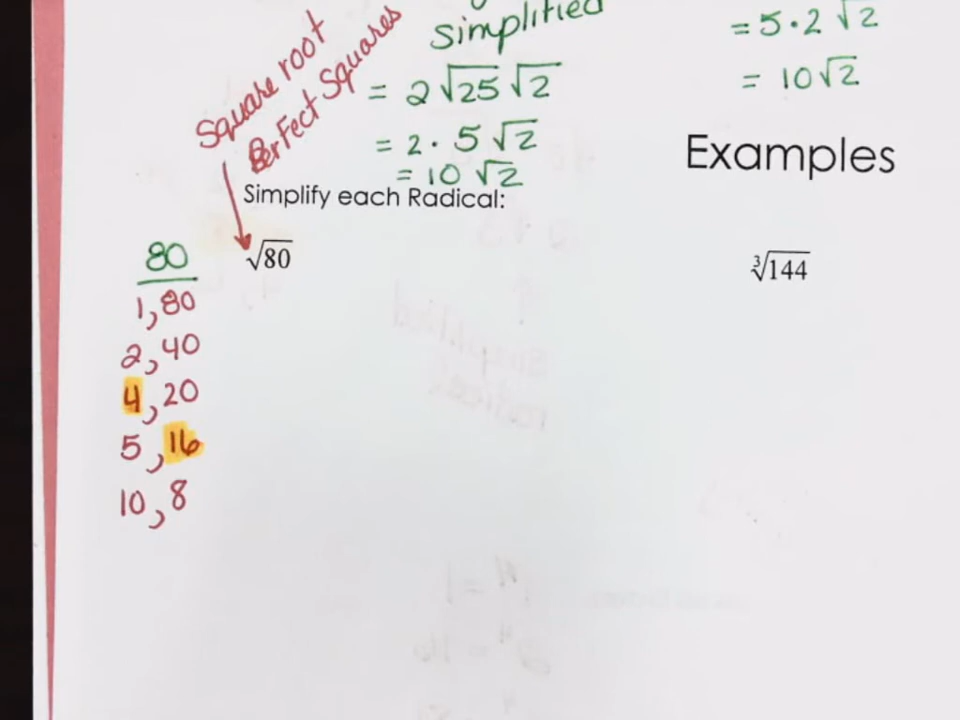 simplified
= 2√25 √2
= 2 · 5√2
= 10√2
= 5 · 2√2
= 10√2
Square root
Perfect Squares
Examples
Simplify each Radical:
√80
∛144
80
1, 80
2, 40
4, 20
5, 16
10, 8